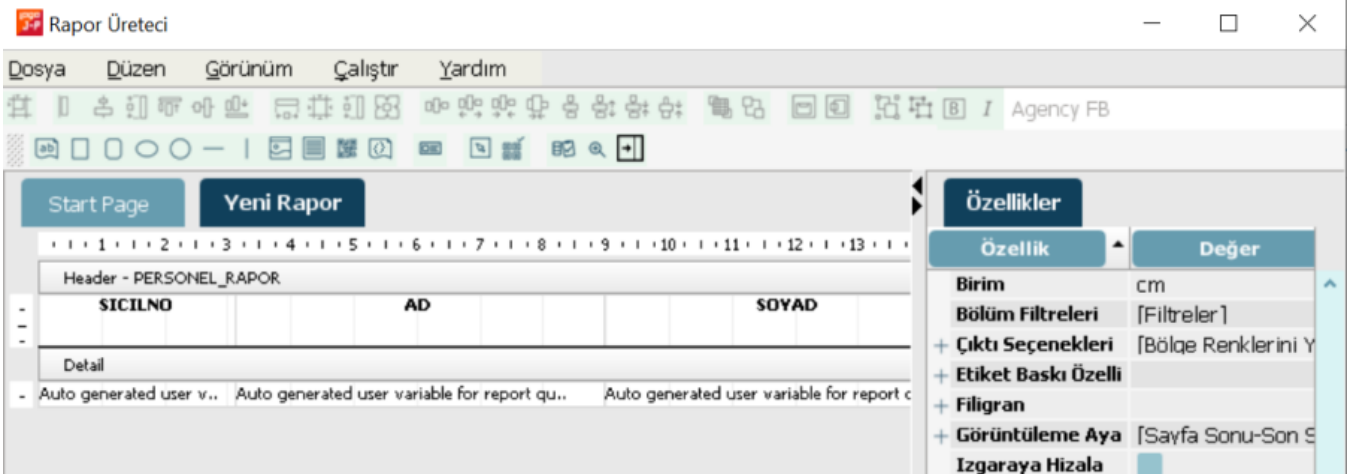 Rapor Üreteci
Dosya Düzen Görünüm Çalıştır Yardım
B I Agency FB
Start Page Yeni Rapor Özellikler
1 2 3 4 5 6 7 8 9 10 11 12 13
Özellik Değer
Header - PERSONEL_RAPOR
Birim cm
SICILNO AD SOYAD
Bölüm Filtreleri [Filtreler]
Çıktı Seçenekleri [Bölge Renklerini Y
Detail
Etiket Baskı Özelli
Auto generated user v.. Auto generated user variable for report qu.. Auto generated user variable for report
Filigran
Görüntüleme Aya [Sayfa Sonu-Son S
Izgaraya Hizala